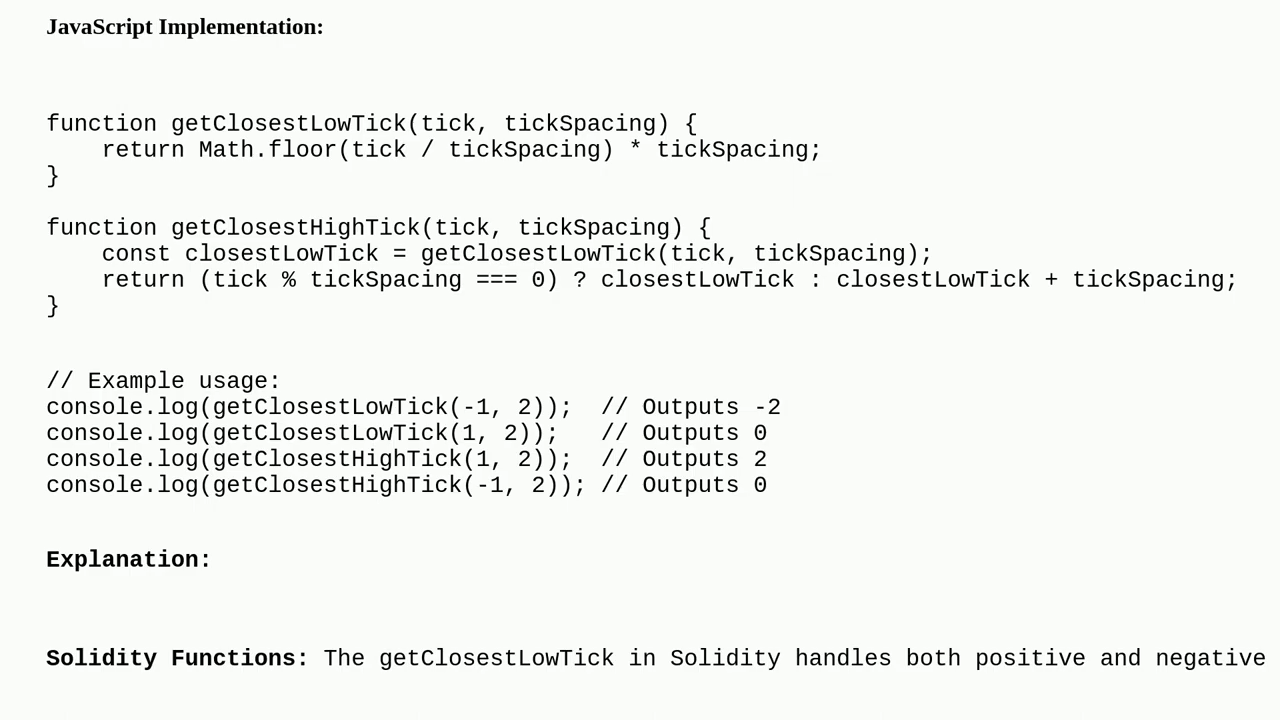 JavaScript Implementation:
function getClosestLowTick(tick, tickSpacing) {
    return Math.floor(tick / tickSpacing) * tickSpacing;
}
function getClosestHighTick(tick, tickSpacing) {
    const closestLowTick = getClosestLowTick(tick, tickSpacing);
    return (tick % tickSpacing === 0) ? closestLowTick : closestLowTick + tickSpacing;
}
// Example usage:
console.log(getClosestLowTick(-1, 2));  // Outputs -2
console.log(getClosestLowTick(1, 2));   // Outputs 0
console.log(getClosestHighTick(1, 2));  // Outputs 2
console.log(getClosestHighTick(-1, 2)); // Outputs 0
Explanation:
Solidity Functions: The getClosestLowTick in Solidity handles both positive and negative